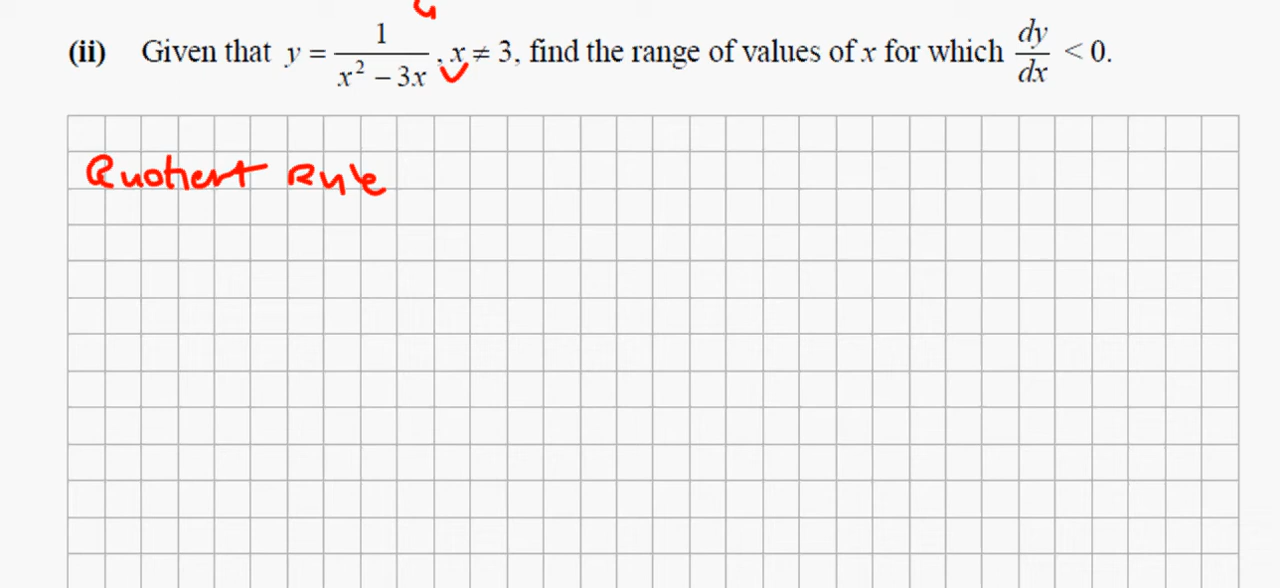 (ii) Given that y = 1/(x² − 3x), x ≠ 3, find the range of values of x for which dy/dx < 0.
Quotient Rule